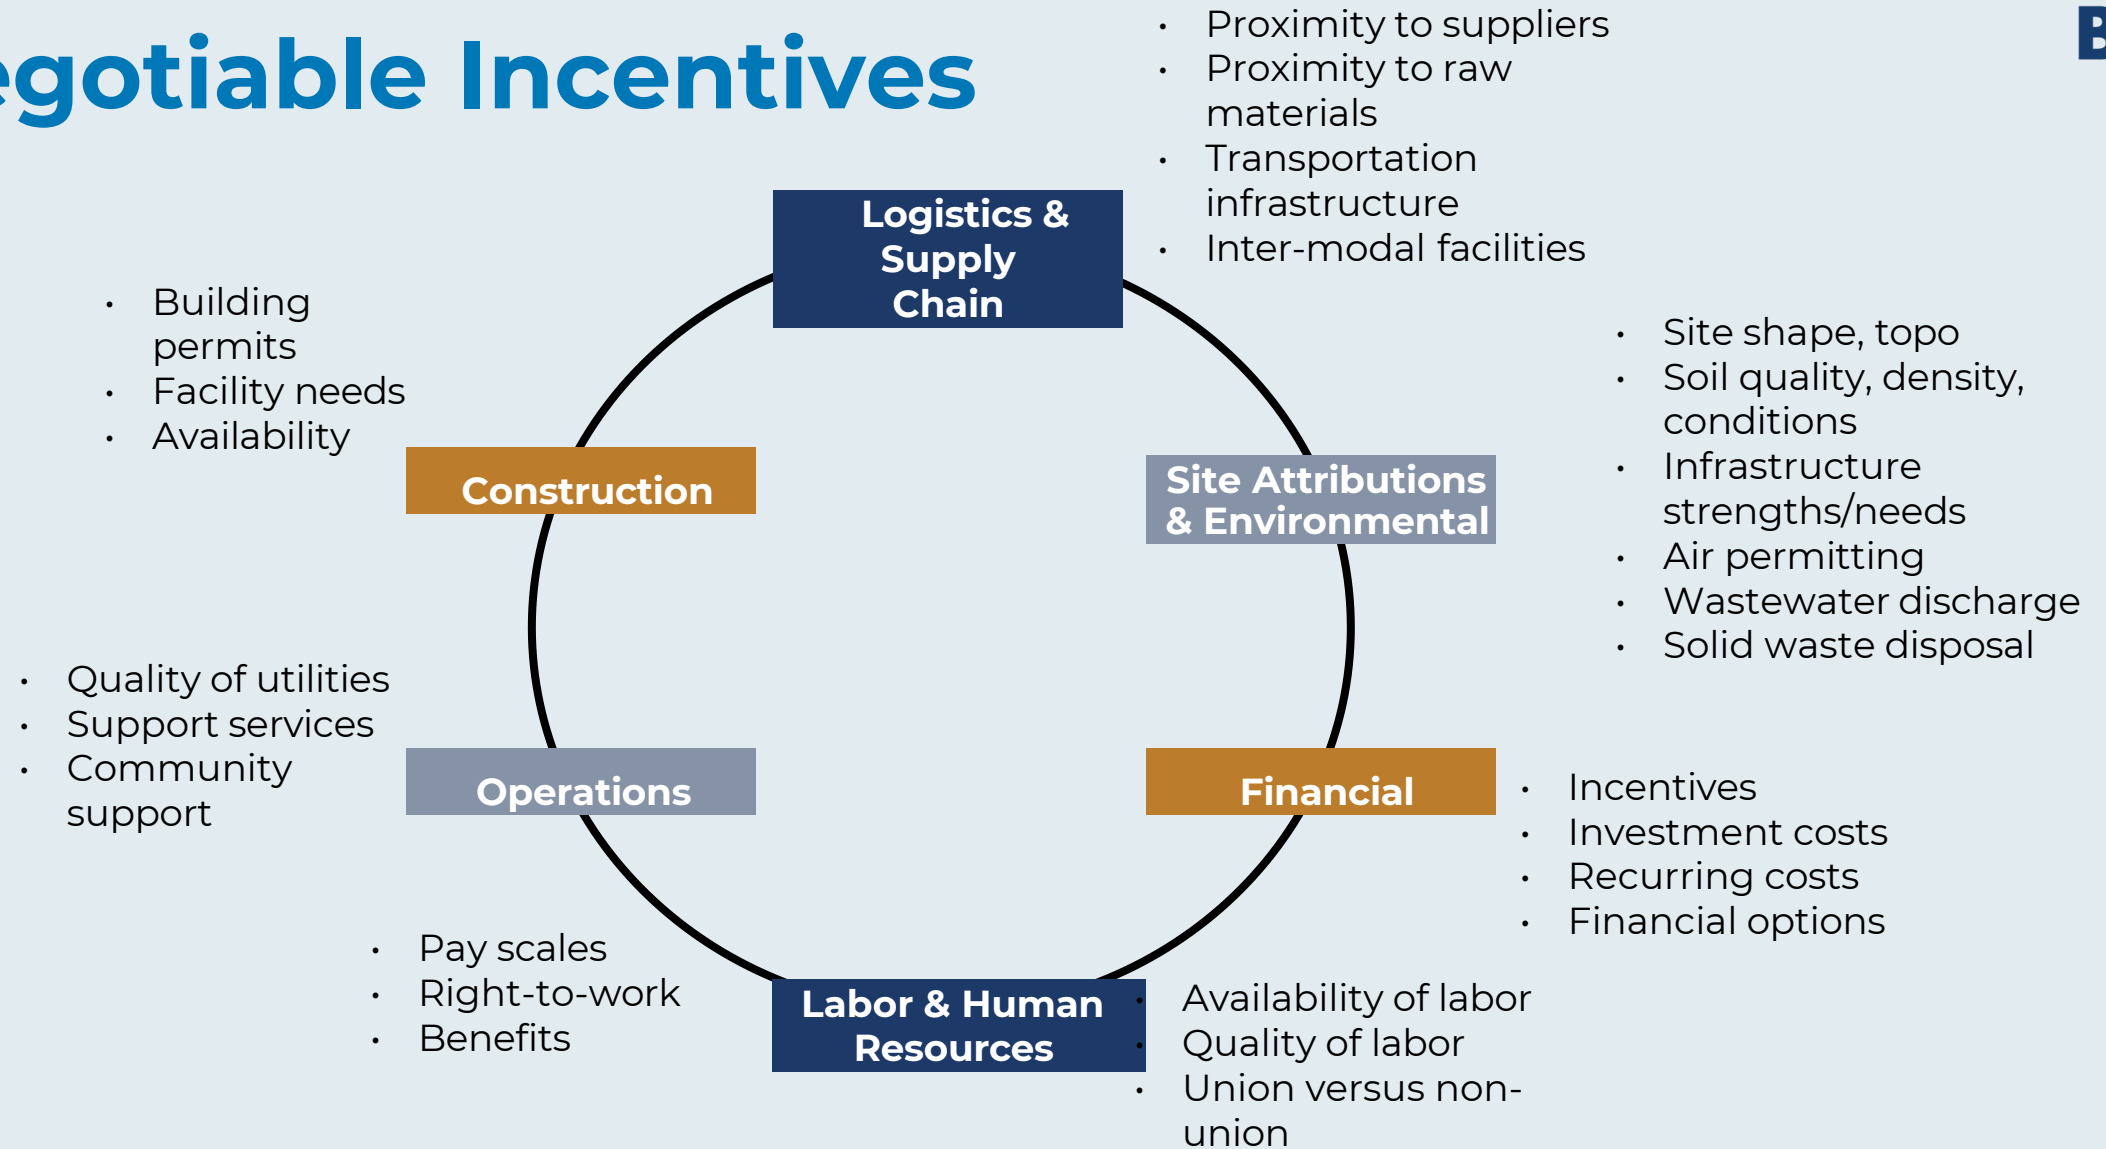 egotiable Incentives
• Proximity to suppliers
• Proximity to raw
materials
• Transportation
infrastructure
• Inter-modal facilities
B
Logistics &
Supply
Chain
• Building
permits
• Facility needs
• Availability
Construction
Site Attributions
& Environmental
• Site shape, topo
• Soil quality, density,
conditions
• Infrastructure
strengths/needs
• Air permitting
• Wastewater discharge
• Solid waste disposal
• Quality of utilities
• Support services
• Community
support
Operations
Financial
• Incentives
• Investment costs
• Recurring costs
• Financial options
• Pay scales
• Right-to-work
• Benefits
Labor & Human
Resources
• Availability of labor
• Quality of labor
• Union versus non-
union